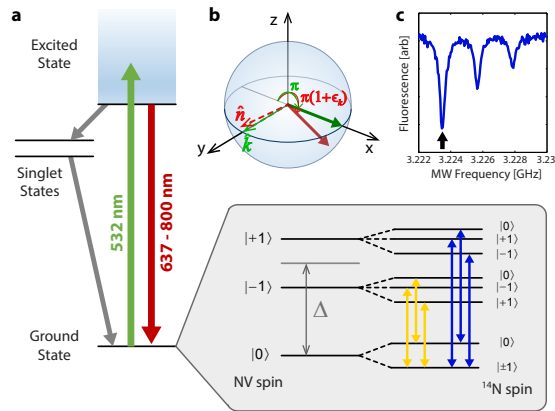 a
Excited
State
Singlet
States
532 nm
637 - 800 nm
Ground
State
b
z
π
π(1+ϵ_k)
n̂
k
y
x
c
Fluorescence [arb]
3.222
3.224
3.226
3.228
3.23
MW Frequency [GHz]
|+1⟩
|0⟩
|+1⟩
|−1⟩
Δ
|−1⟩
|0⟩
|−1⟩
|+1⟩
|0⟩
|0⟩
|±1⟩
NV spin
¹⁴N spin